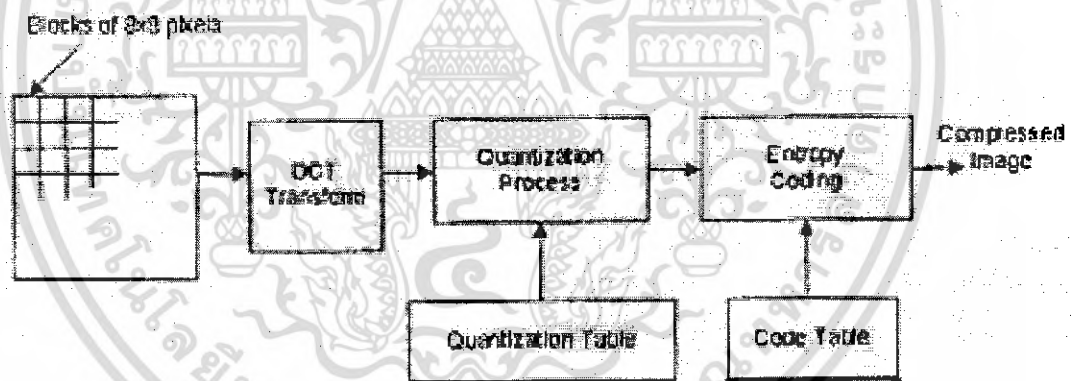 Blocks of 8x8 pixels
DCT
Transform
Quantization
Process
Entropy
Coding
Compressed
Image
Quantization Table
Code Table